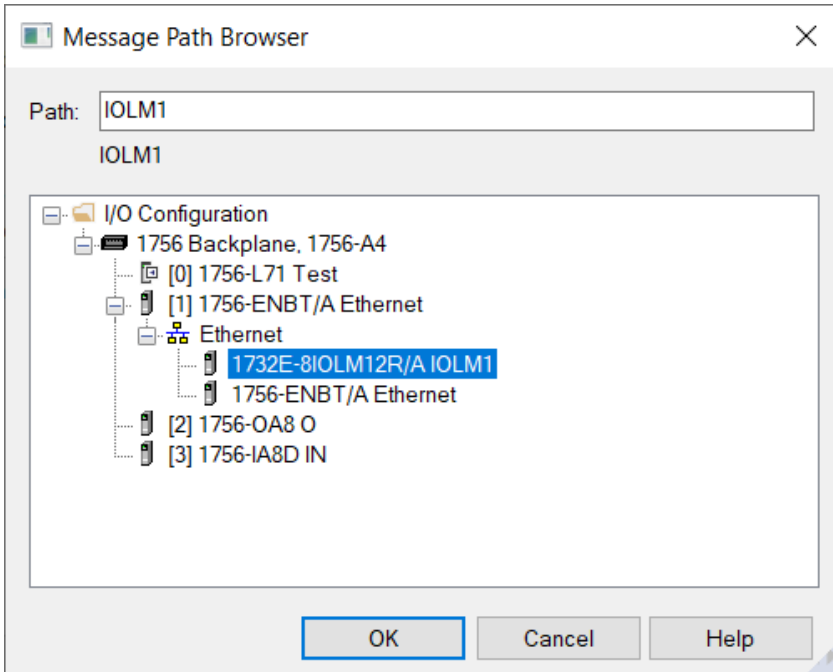 Message Path Browser
Path: IOLM1
IOLM1
I/O Configuration
1756 Backplane, 1756-A4
[0] 1756-L71 Test
[1] 1756-ENBT/A Ethernet
Ethernet
1732E-8IOLM12R/A IOLM1
1756-ENBT/A Ethernet
[2] 1756-OA8 O
[3] 1756-IA8D IN
OK Cancel Help